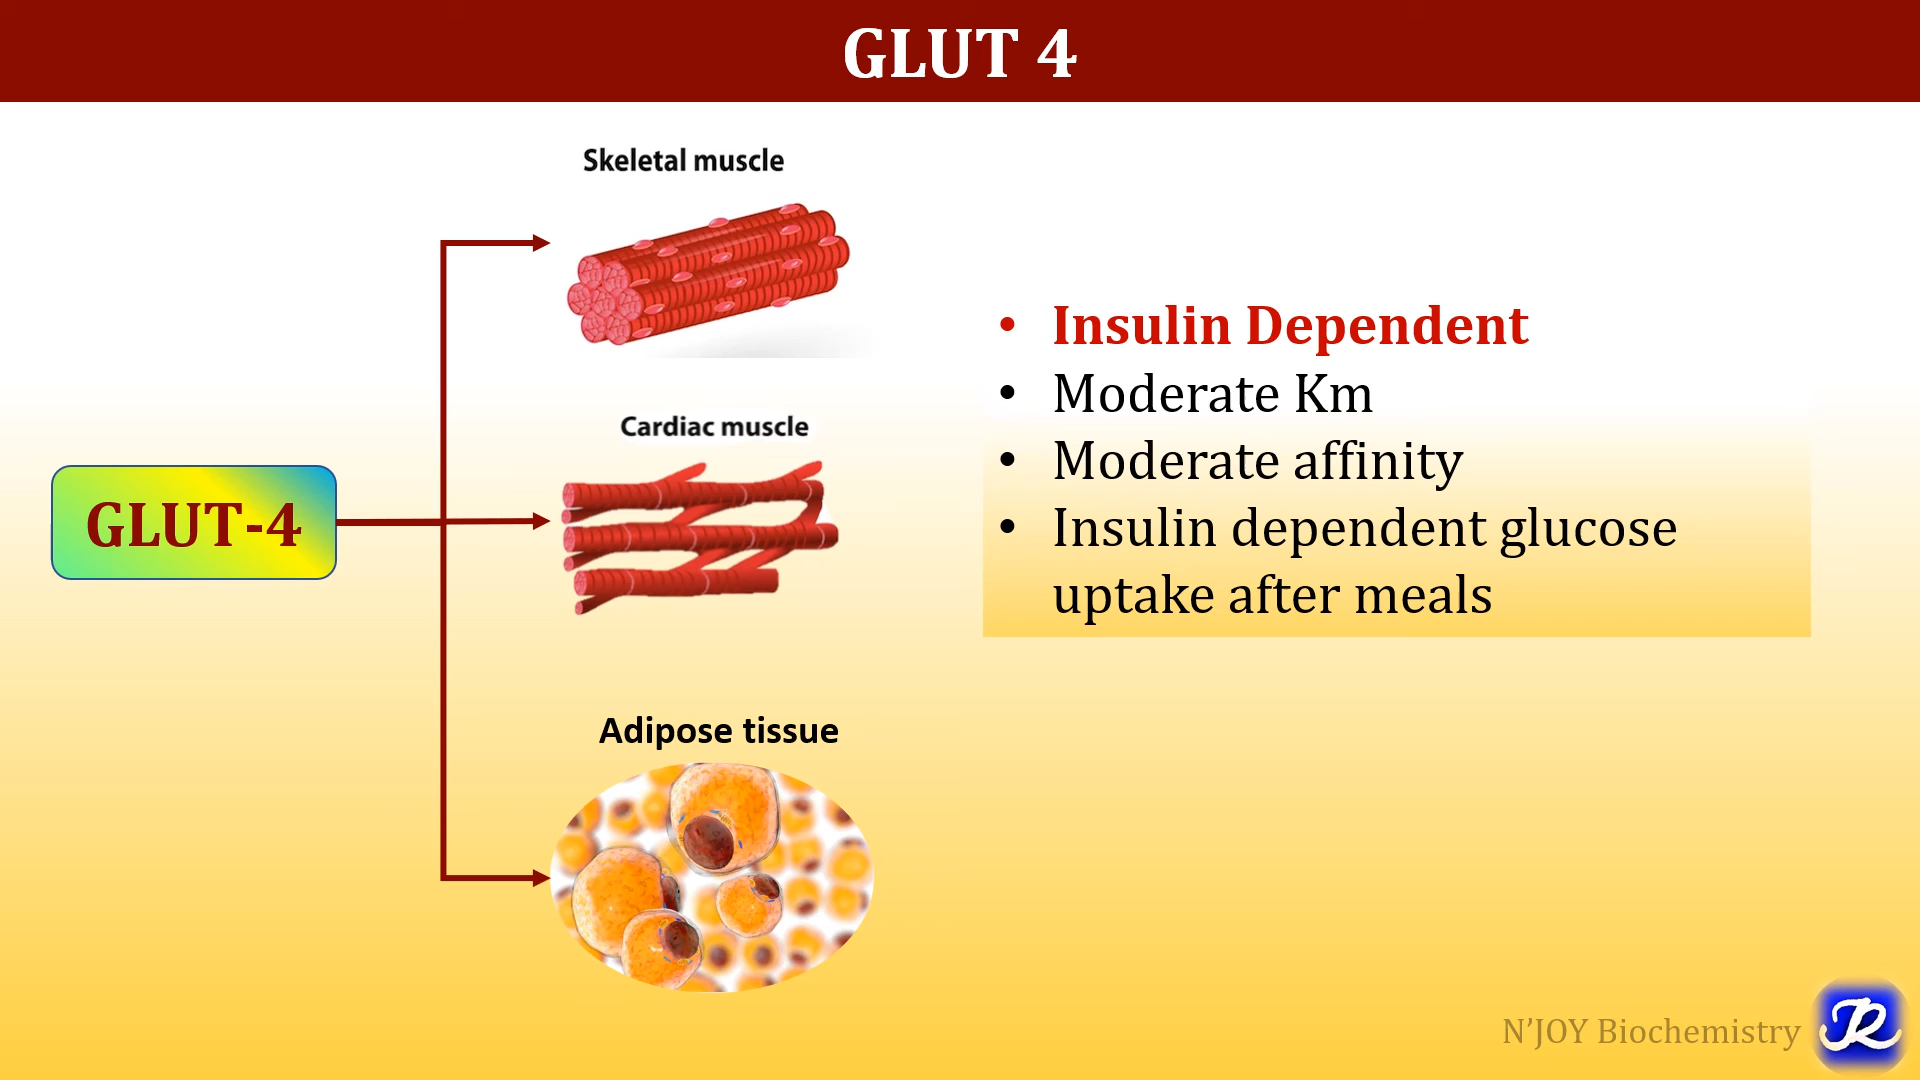 GLUT 4
Skeletal muscle
Cardiac muscle
GLUT-4
Adipose tissue
• Insulin Dependent
• Moderate Km
• Moderate affinity
• Insulin dependent glucose
uptake after meals
N’JOY Biochemistry
JR